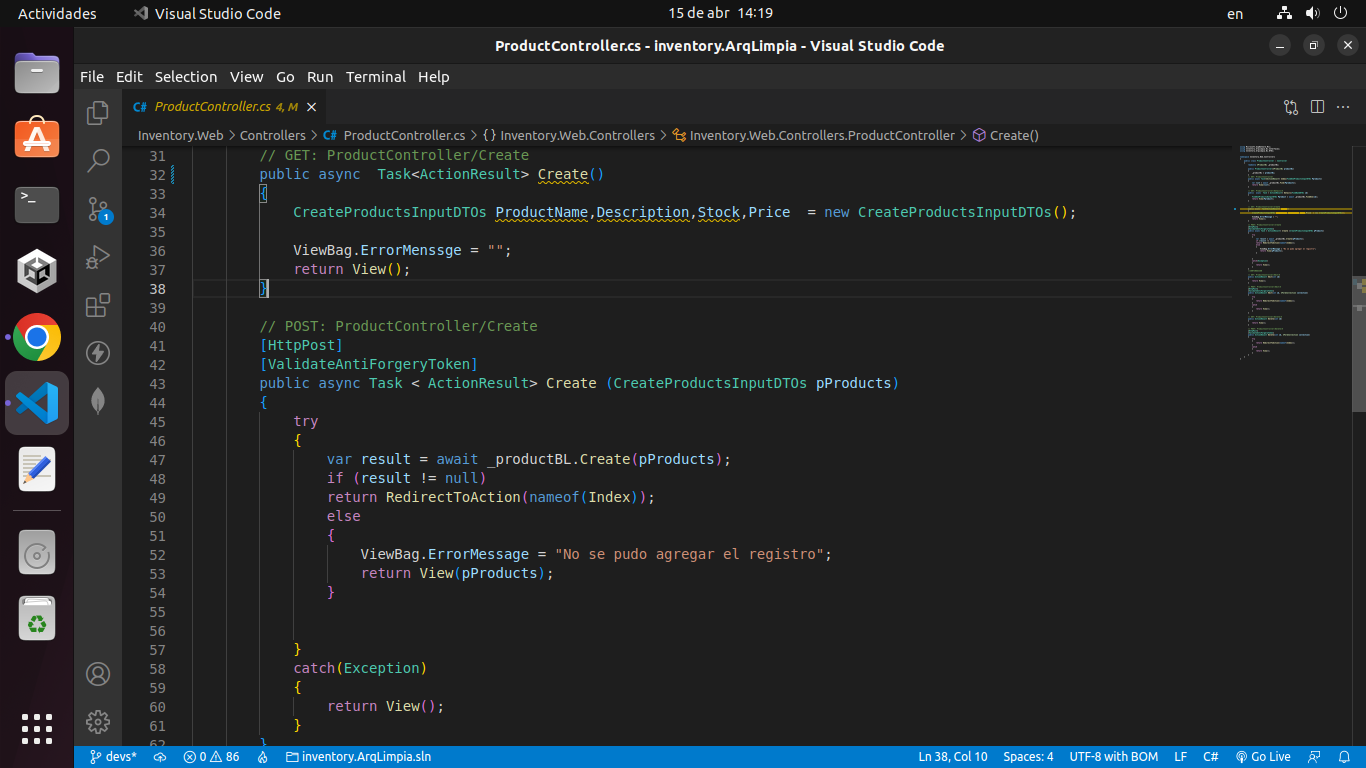 Actividades Visual Studio Code 15 de abr 14:19 en
ProductController.cs - inventory.ArqLimpia - Visual Studio Code
File Edit Selection View Go Run Terminal Help
C# ProductController.cs 4, M
Inventory.Web > Controllers > C# ProductController.cs > {} Inventory.Web.Controllers > Inventory.Web.Controllers.ProductController > Create()
31 // GET: ProductController/Create
32 public async  Task<ActionResult> Create()
33 {
34 CreateProductsInputDTOs ProductName,Description,Stock,Price  = new CreateProductsInputDTOs();
35
36 ViewBag.ErrorMenssge = "";
37 return View();
38 }
39
40 // POST: ProductController/Create
41 [HttpPost]
42 [ValidateAntiForgeryToken]
43 public async Task < ActionResult> Create (CreateProductsInputDTOs pProducts)
44 {
45 try
46 {
47 var result = await _productBL.Create(pProducts);
48 if (result != null)
49 return RedirectToAction(nameof(Index));
50 else
51 {
52 ViewBag.ErrorMessage = "No se pudo agregar el registro";
53 return View(pProducts);
54 }
55
56
57 }
58 catch(Exception)
59 {
60 return View();
61 }
62 }
1
devs* 0 86 inventory.ArqLimpia.sln Ln 38, Col 10 Spaces: 4 UTF-8 with BOM LF C# Go Live